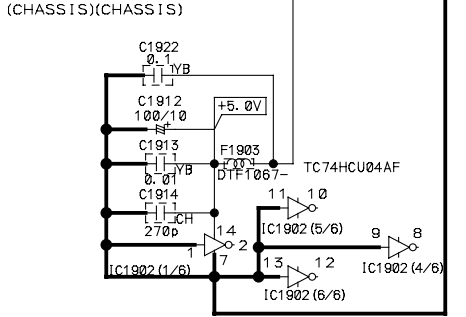 (CHASSIS)(CHASSIS)
C1922
0.1
YB
C1912
100/10
+
+5.0V
C1913
0.01
YB
F1903
DTF1067-
TC74HCU04AF
C1914
270p
CH
11 10
IC1902(5/6)
14
1 2
7
IC1902(1/6)
9 8
IC1902(4/6)
13 12
IC1902(6/6)